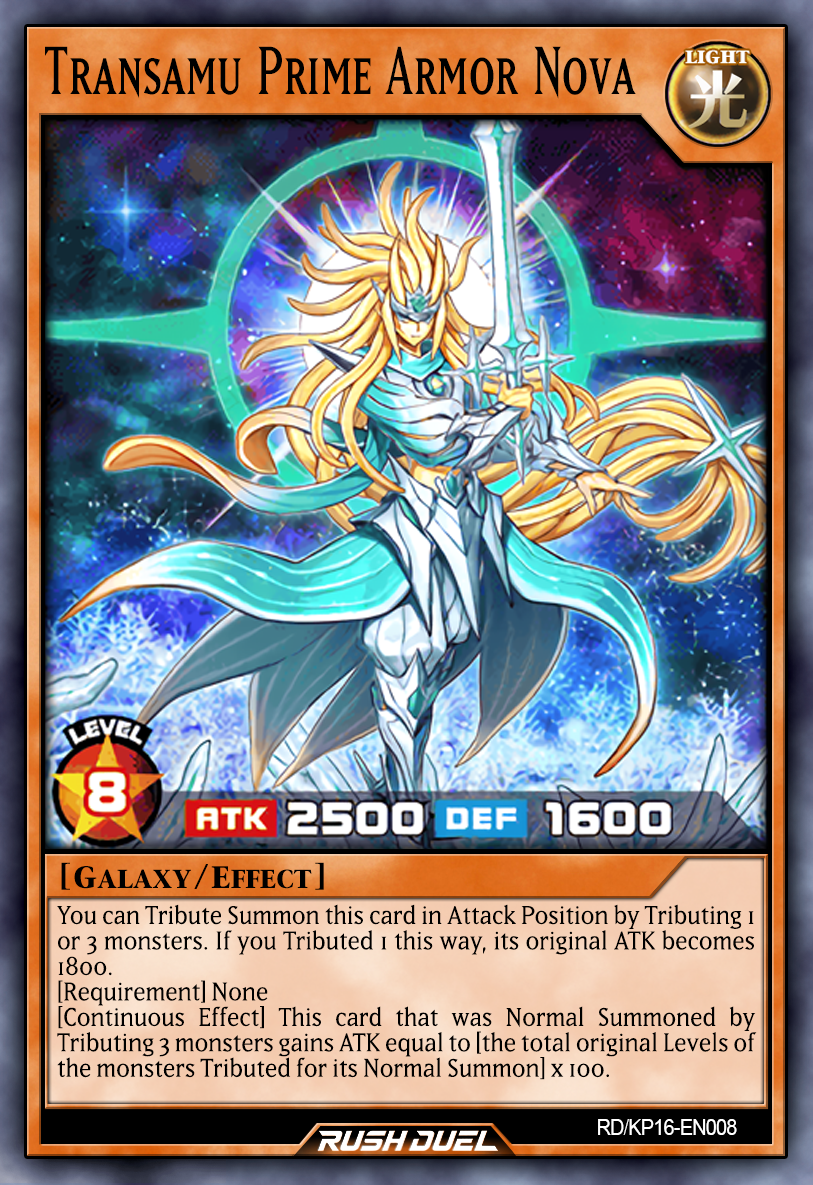 Transamu Prime Armor Nova
LIGHT
光
LEVEL
8
ATK 2500 DEF 1600
[Galaxy/Effect]
You can Tribute Summon this card in Attack Position by Tributing 1
or 3 monsters. If you Tributed 1 this way, its original ATK becomes
1800.
[Requirement] None
[Continuous Effect] This card that was Normal Summoned by
Tributing 3 monsters gains ATK equal to [the total original Levels of
the monsters Tributed for its Normal Summon] x 100.
RD/KP16-EN008
RUSH DUEL